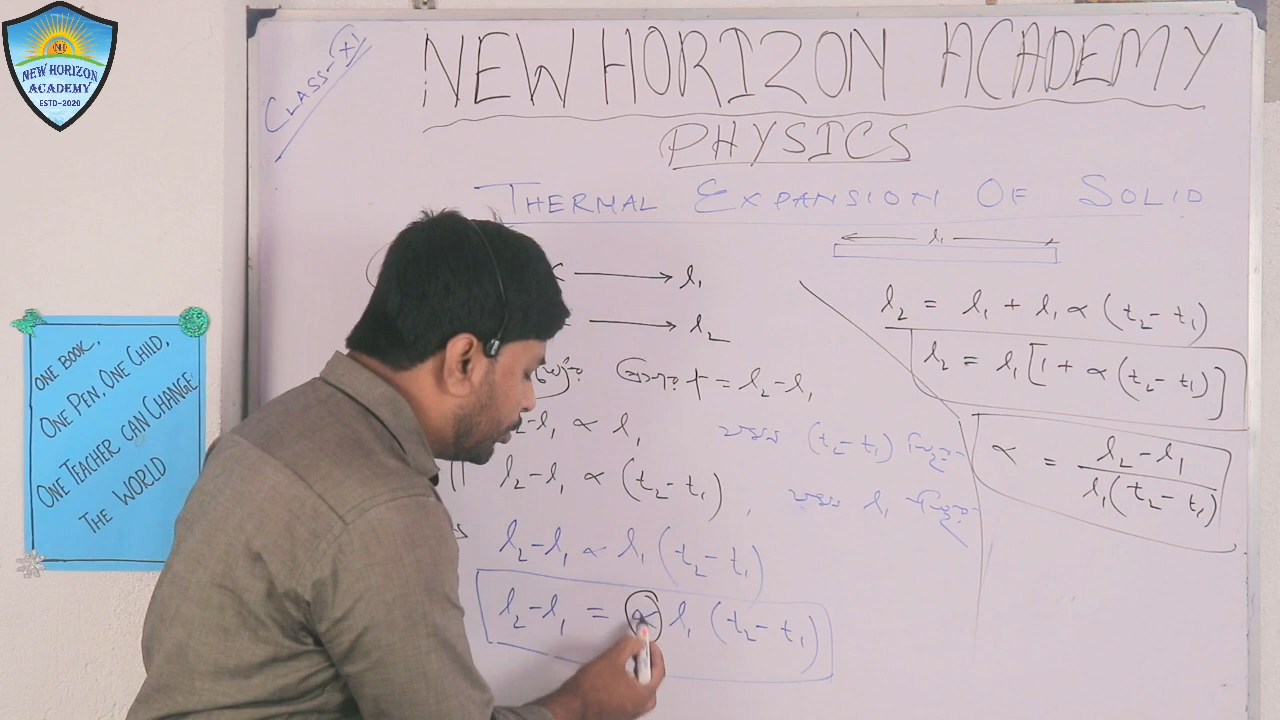 NEW HORIZON
ACADEMY
ESTD-2020
CLASS-XI
NEW HORIZON ACADEMY
PHYSICS
THERMAL EXPANSION OF SOLID
l₁
→ l₁
→ l₂
= l₂-l₁
-l₁ ∝ l₁
(t₂-t₁)
l₂-l₁ ∝ (t₂-t₁),
l₁
l₂-l₁ ∝ l₁(t₂-t₁)
l₂-l₁ = α l₁ (t₂-t₁)
l₂ = l₁ + l₁α(t₂-t₁)
l₂ = l₁[1+α(t₂-t₁)]
α = l₂-l₁ / l₁(t₂-t₁)
ONE BOOK,
ONE PEN, ONE CHILD,
ONE TEACHER CAN CHANGE
THE WORLD